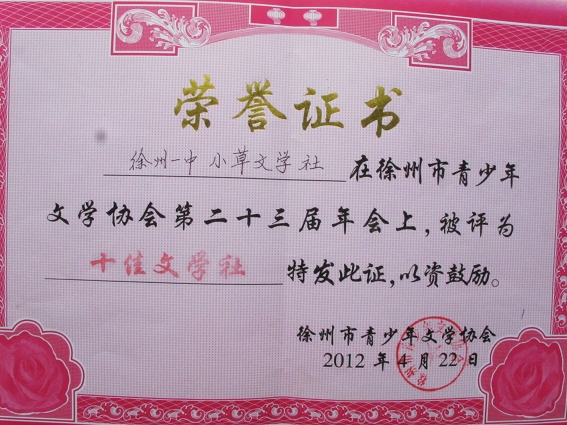 荣誉证书
徐州一中 小草文学社 在徐州市青少年
文学协会第二十三届年会上，被评为
十佳文学社 特发此证，以资鼓励。
徐州市青少年文学协会
2012 年 4 月 22 日